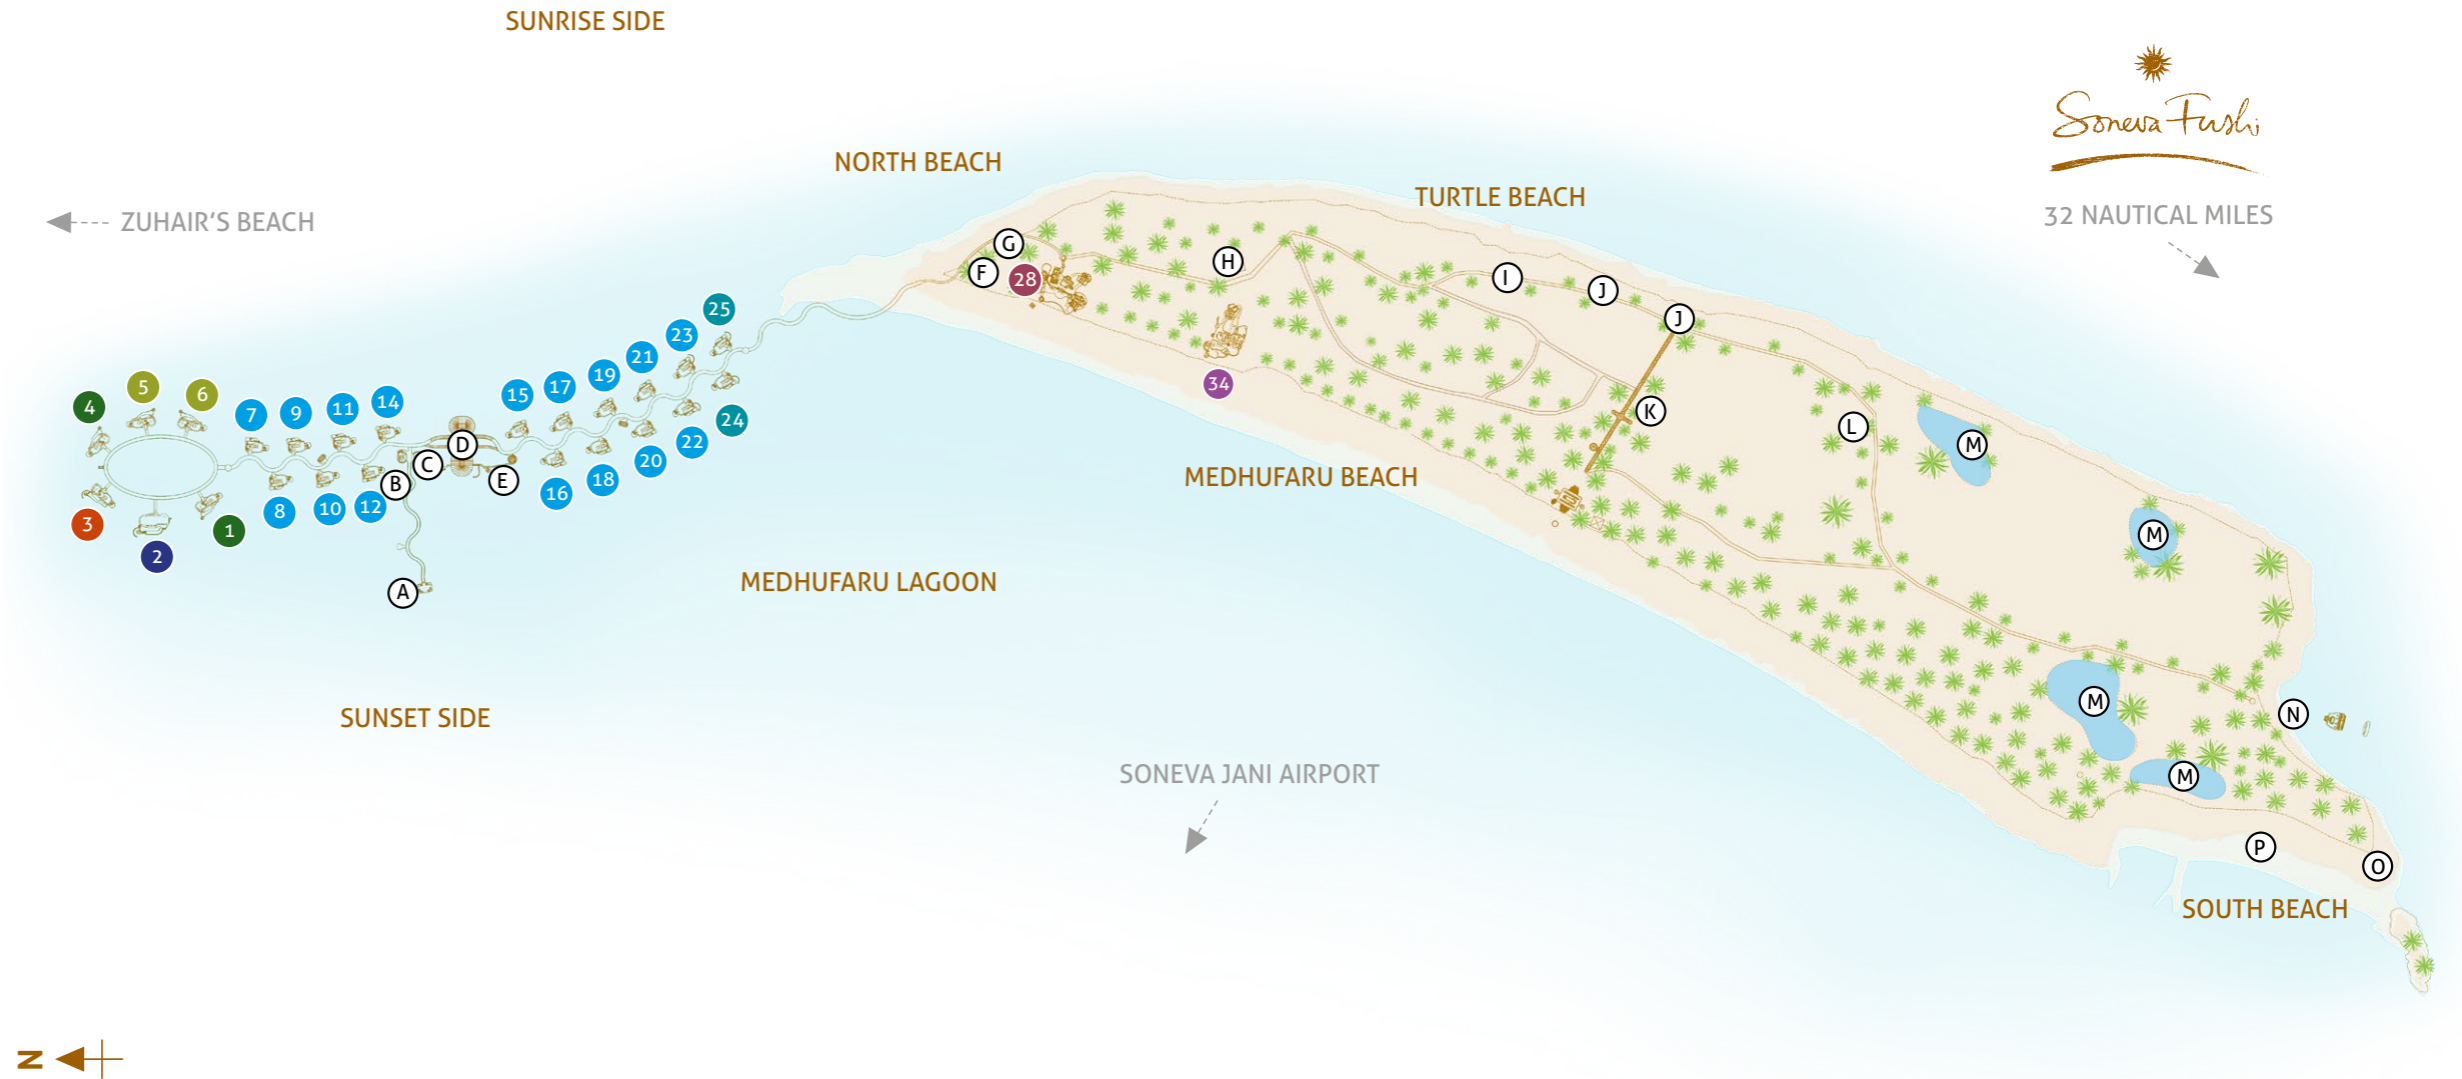 SUNRISE SIDE
Soneva Fushi
NORTH BEACH
TURTLE BEACH
ZUHAIR'S BEACH
32 NAUTICAL MILES
G
F
28
H
I
J
J
25
23
21
19
17
15
34
4
5
6
7
9
11
14
24
22
20
18
16
K
L
M
D
C
E
B
MEDHUFARU BEACH
3
2
1
8
10
12
M
A
MEDHUFARU LAGOON
SUNSET SIDE
M
N
SONEVA JANI AIRPORT
M
P
O
SOUTH BEACH
N